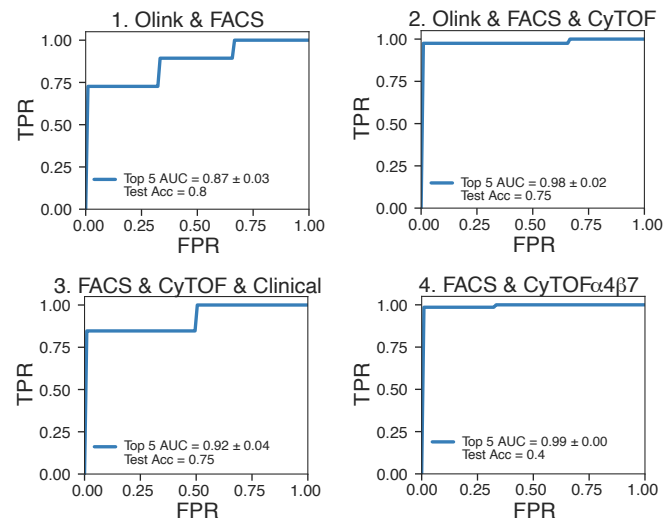 1. Olink & FACS
1.00
0.75
0.50
0.25
0.00
TPR
Top 5 AUC = 0.87 ± 0.03
Test Acc = 0.8
0.00 0.25 0.50 0.75 1.00
FPR
2. Olink & FACS & CyTOF
1.00
0.75
0.50
0.25
0.00
TPR
Top 5 AUC = 0.98 ± 0.02
Test Acc = 0.75
0.00 0.25 0.50 0.75 1.00
FPR
3. FACS & CyTOF & Clinical
1.00
0.75
0.50
0.25
0.00
TPR
Top 5 AUC = 0.92 ± 0.04
Test Acc = 0.75
0.00 0.25 0.50 0.75 1.00
FPR
4. FACS & CyTOFα4β7
1.00
0.75
0.50
0.25
0.00
TPR
Top 5 AUC = 0.99 ± 0.00
Test Acc = 0.4
0.00 0.25 0.50 0.75 1.00
FPR